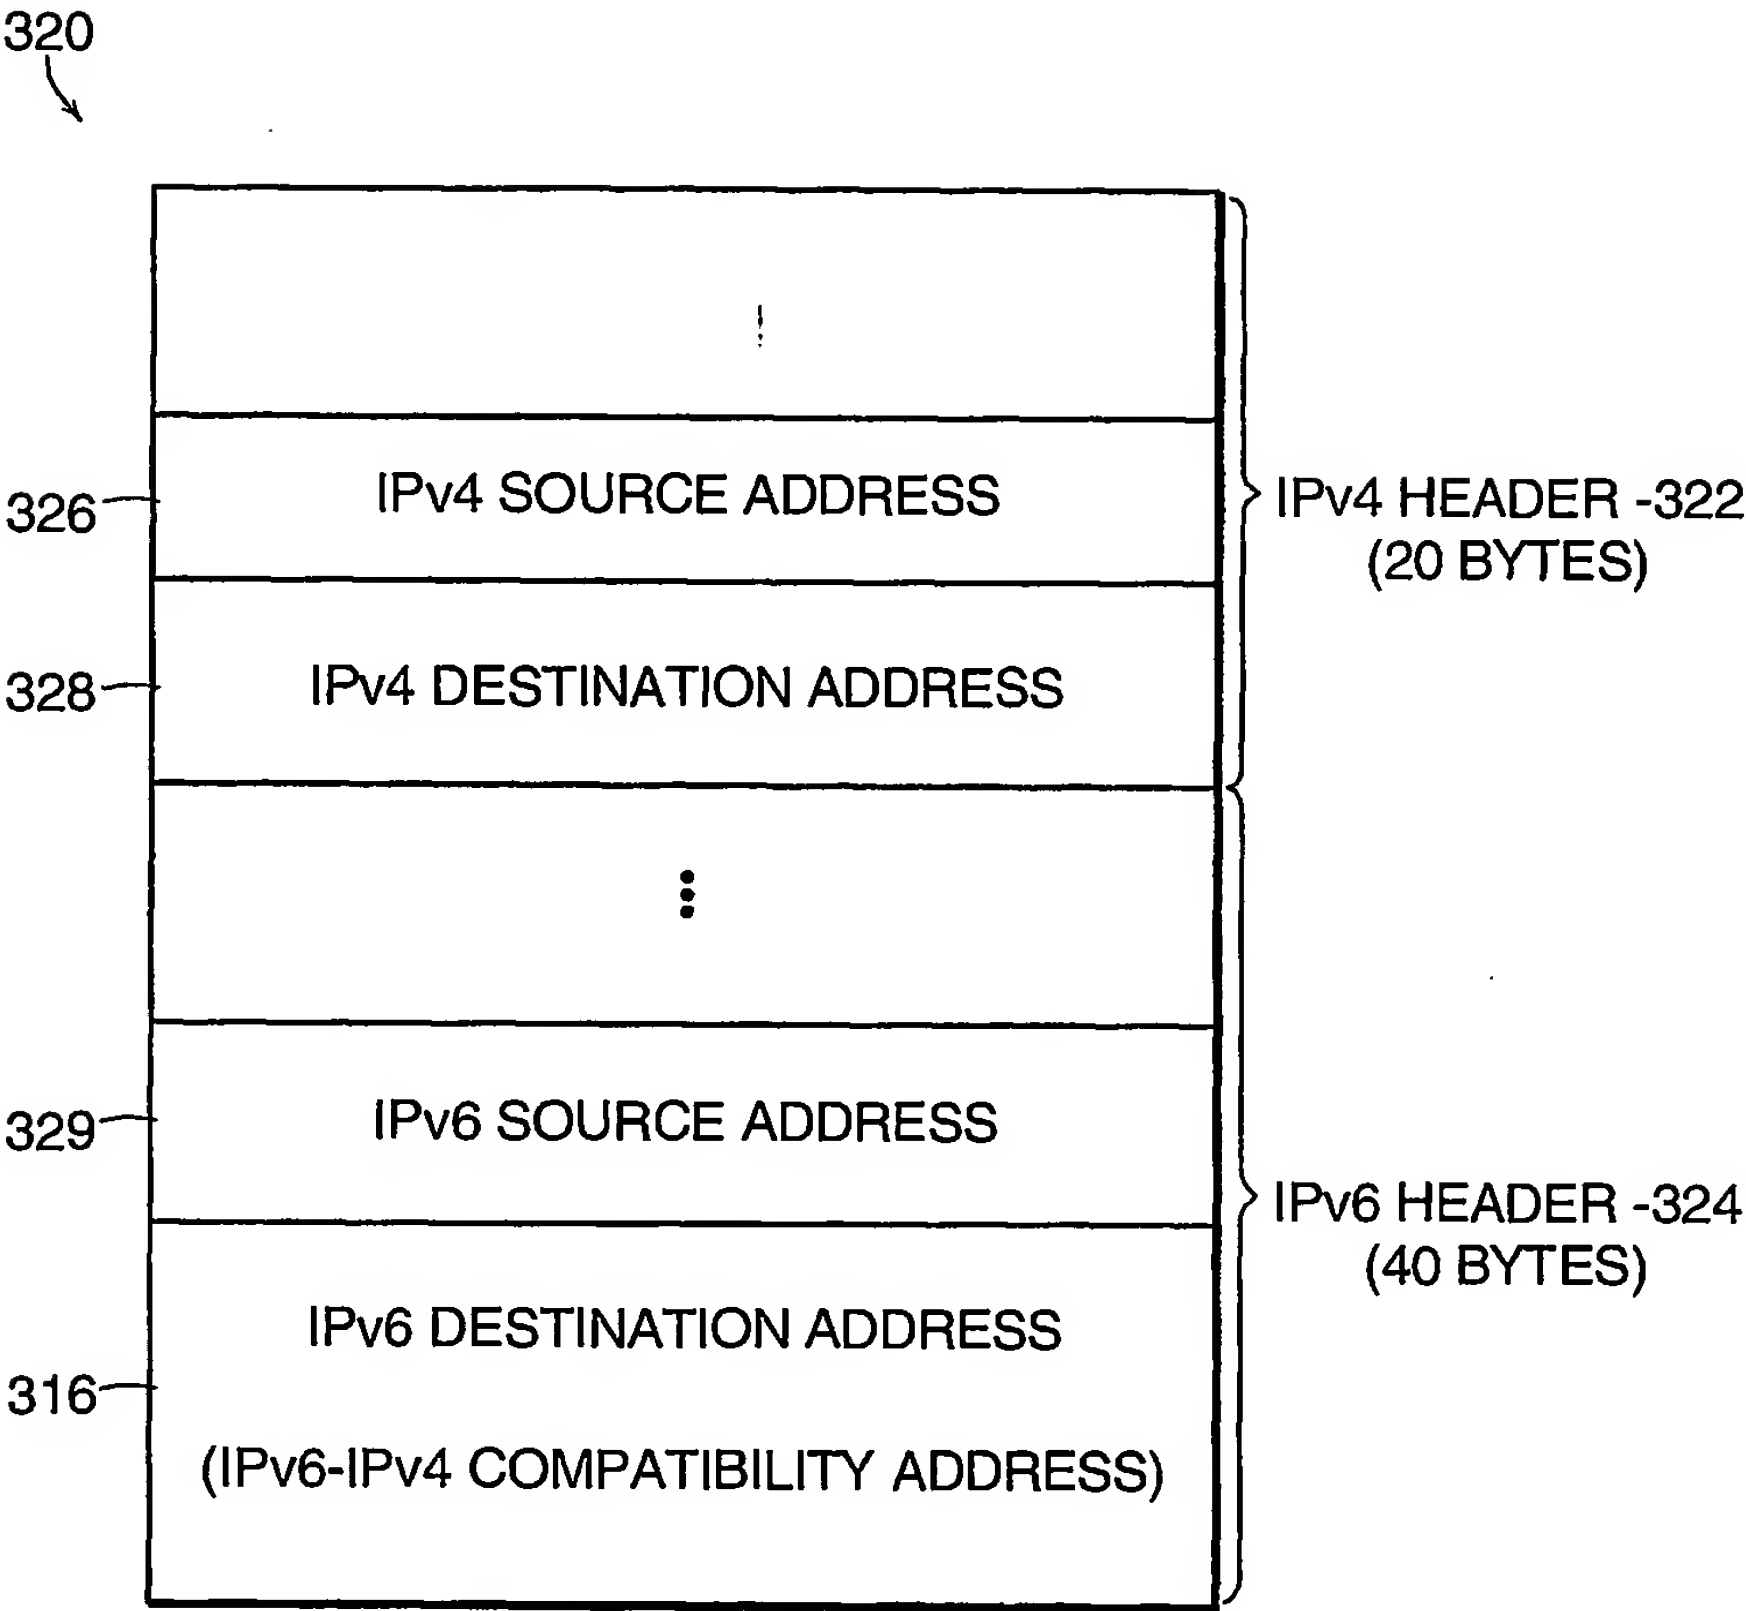 320
326
IPv4 SOURCE ADDRESS
IPv4 HEADER -322
(20 BYTES)
328
IPv4 DESTINATION ADDRESS
329
IPv6 SOURCE ADDRESS
IPv6 HEADER -324
(40 BYTES)
IPv6 DESTINATION ADDRESS
316
(IPv6-IPv4 COMPATIBILITY ADDRESS)